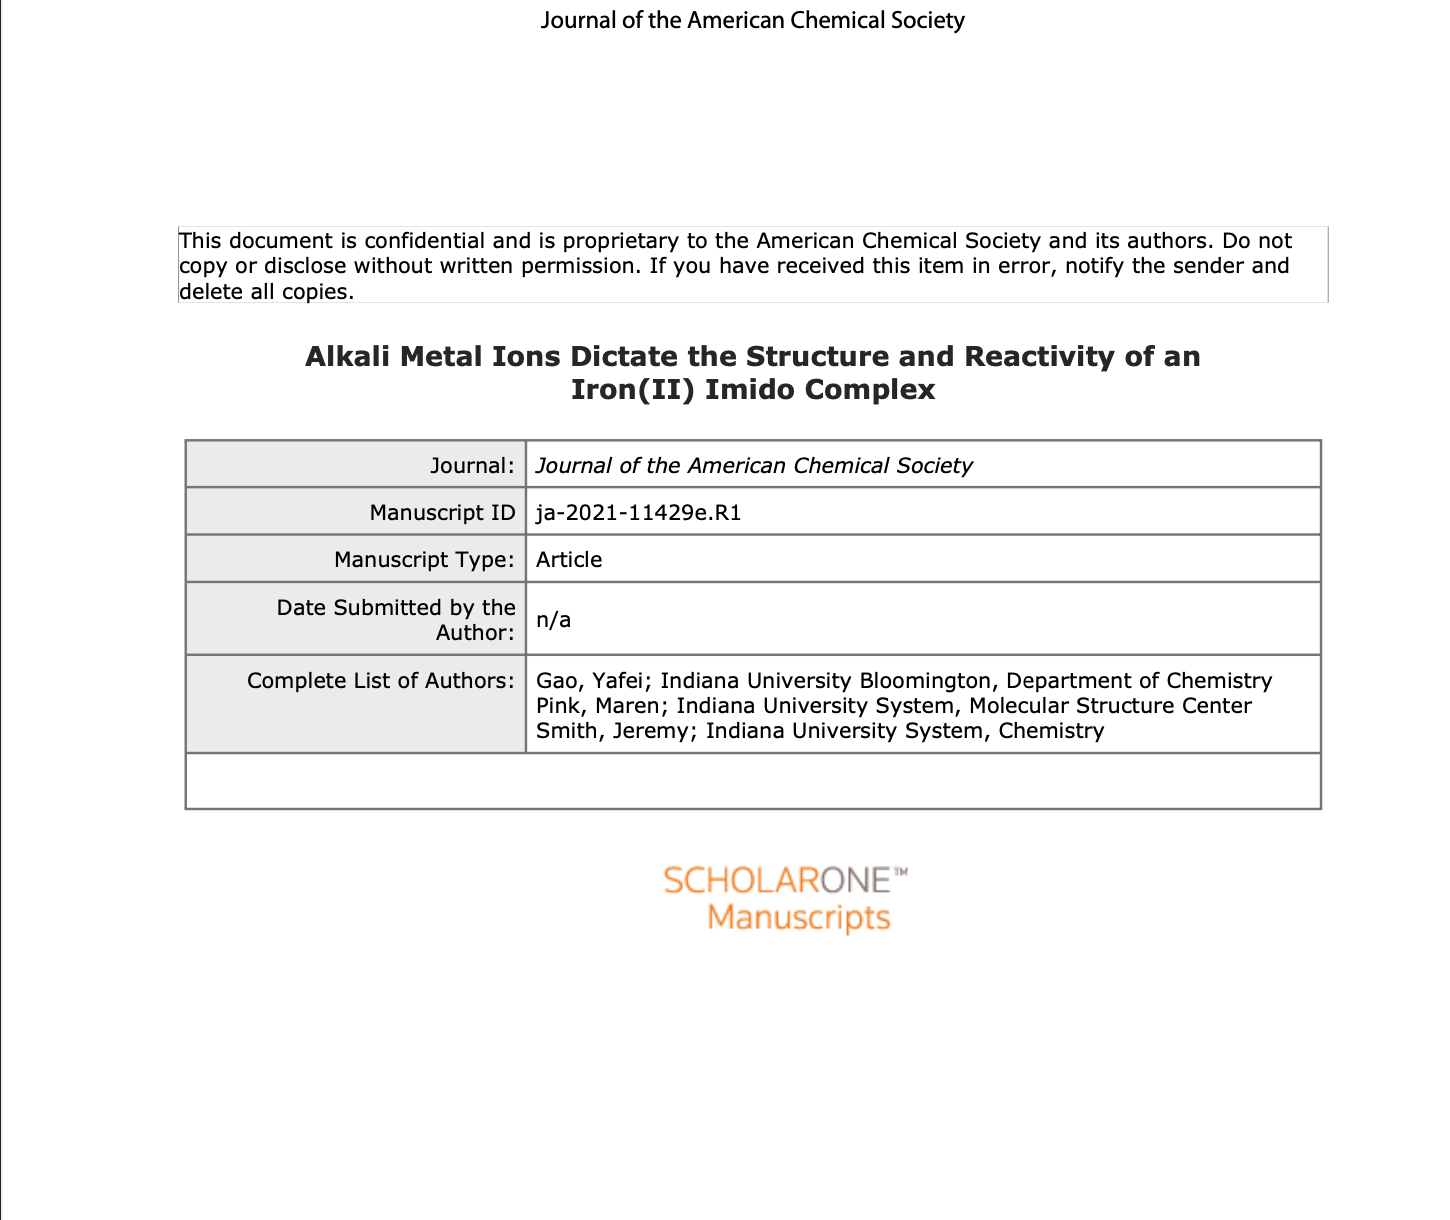 Journal of the American Chemical Society
This document is confidential and is proprietary to the American Chemical Society and its authors. Do not
copy or disclose without written permission. If you have received this item in error, notify the sender and
delete all copies.
Alkali Metal Ions Dictate the Structure and Reactivity of an
Iron(II) Imido Complex
Journal: Journal of the American Chemical Society
Manuscript ID ja-2021-11429e.R1
Manuscript Type: Article
Date Submitted by the
Author: n/a
Complete List of Authors: Gao, Yafei; Indiana University Bloomington, Department of Chemistry
Pink, Maren; Indiana University System, Molecular Structure Center
Smith, Jeremy; Indiana University System, Chemistry
SCHOLARONE™
Manuscripts